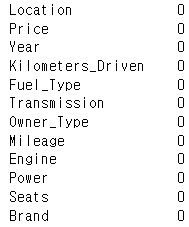 Location 0
Price 0
Year 0
Kilometers_Driven 0
Fuel_Type 0
Transmission 0
Owner_Type 0
Mileage 0
Engine 0
Power 0
Seats 0
Brand 0